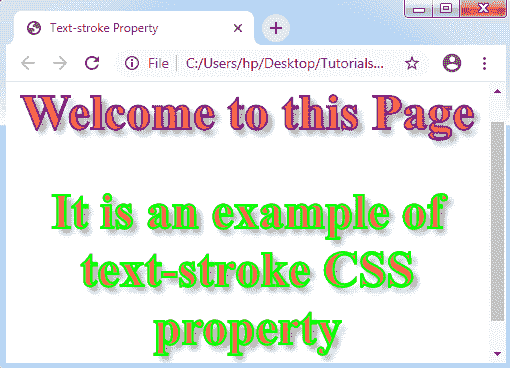 Text-stroke Property
File C:/Users/hp/Desktop/Tutorials...
Welcome to this Page
It is an example of
text-stroke CSS
property